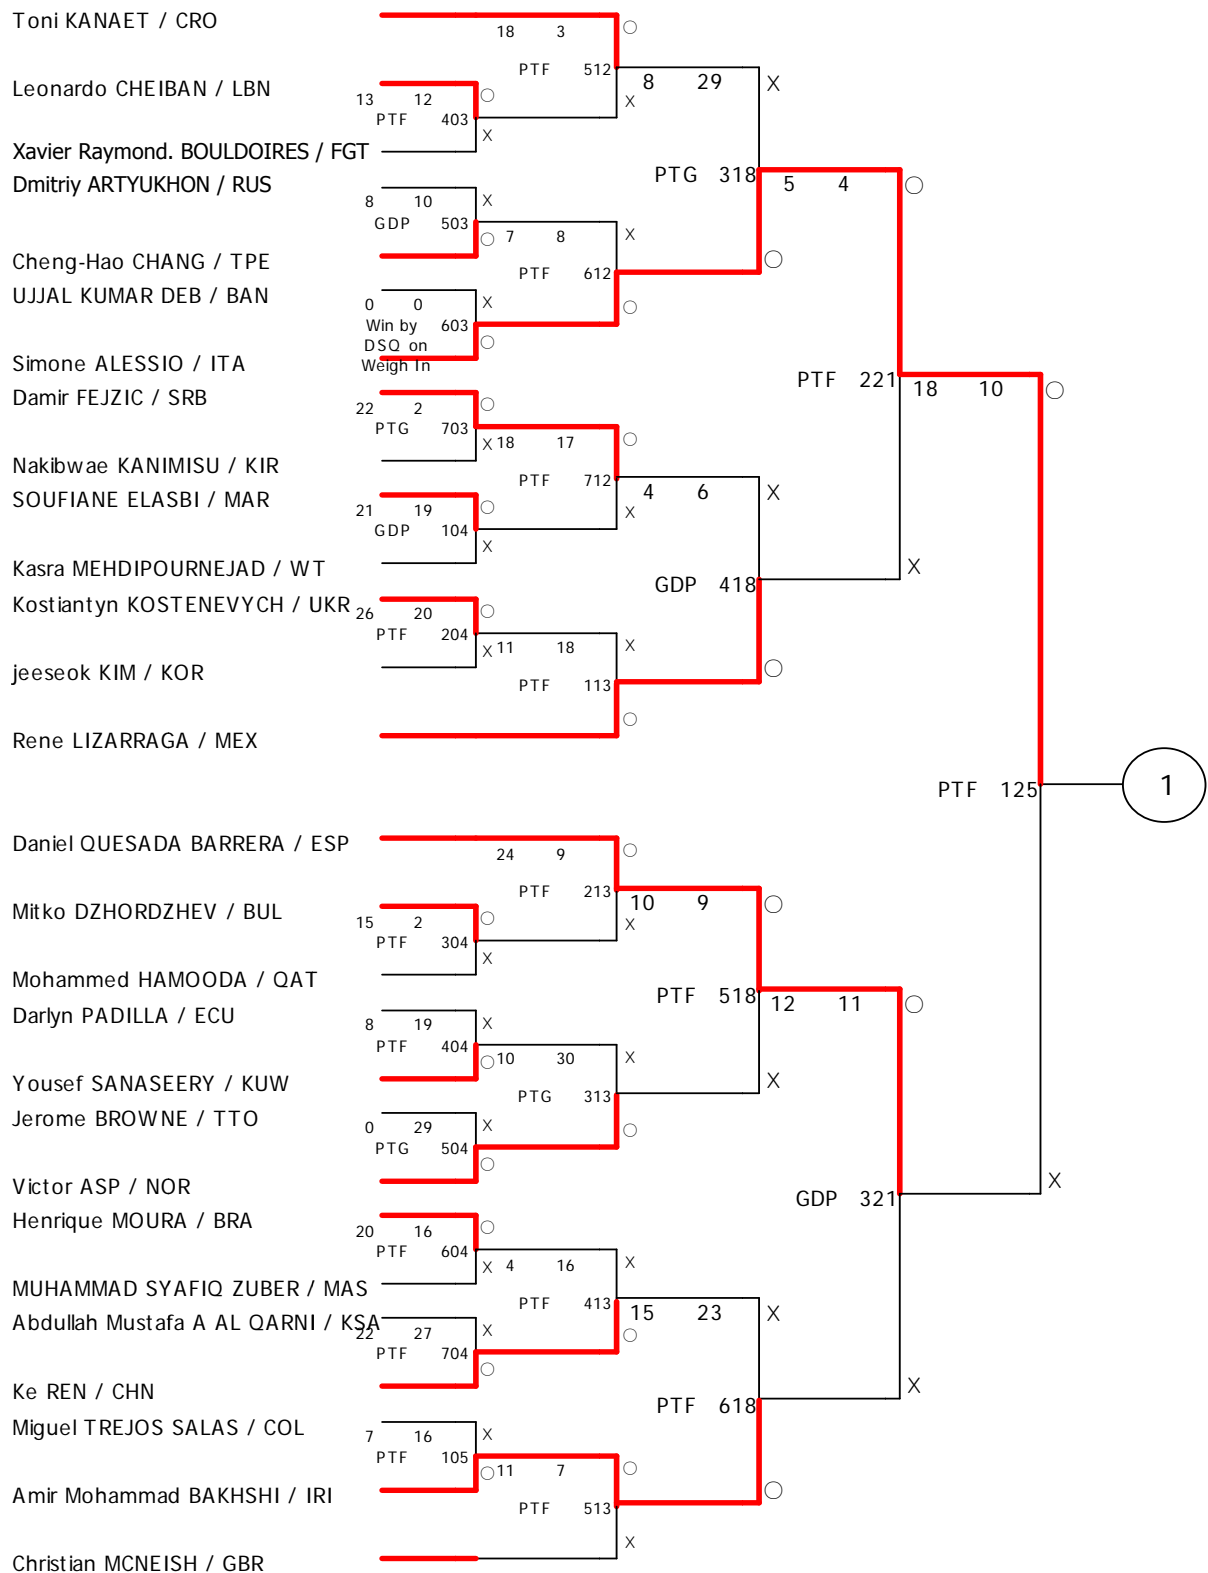 Toni KANAET / CRO
18 3
PTF 512
○
8 29
X
Leonardo CHEIBAN / LBN
13 12
PTF 403
○
X
X
Xavier Raymond. BOULDOIRES / FGT
Dmitriy ARTYUKHON / RUS
PTG 318
5 4
○
8 10
GDP 503
X
○
7 8
PTF 612
X
○
○
Cheng-Hao CHANG / TPE
UJJAL KUMAR DEB / BAN
0 0
Win by 603
DSQ on
Weigh In
X
○
Simone ALESSIO / ITA
Damir FEJZIC / SRB
PTF 221
18 10
○
22 2
PTG 703
○
X
18 17
PTF 712
○
X
4 6
X
Nakibwae KANIMISU / KIR
SOUFIANE ELASBI / MAR
21 19
GDP 104
○
X
Kasra MEHDIPOURNEJAD / WT
Kostiantyn KOSTENEVYCH / UKR
GDP 418
X
○
26 20
PTF 204
○
X
11 18
PTF 113
X
○
jeeseok KIM / KOR
Rene LIZARRAGA / MEX
PTF 125
1
Daniel QUESADA BARRERA / ESP
24 9
PTF 213
○
X
10 9
○
Mitko DZHORDZHEV / BUL
15 2
PTF 304
○
X
Mohammed HAMOODA / QAT
Darlyn PADILLA / ECU
PTF 518
12 11
○
8 19
PTF 404
X
○
10 30
PTG 313
X
○
X
Yousef SANASEERY / KUW
Jerome BROWNE / TTO
0 29
PTG 504
X
○
Victor ASP / NOR
Henrique MOURA / BRA
GDP 321
X
20 16
PTF 604
○
X
4 16
PTF 413
X
○
15 23
X
MUHAMMAD SYAFIQ ZUBER / MAS
Abdullah Mustafa A AL QARNI / KSA
22 27
PTF 704
X
○
Ke REN / CHN
Miguel TREJOS SALAS / COL
PTF 618
X
○
7 16
PTF 105
X
○
11 7
PTF 513
○
X
Amir Mohammad BAKHSHI / IRI
Christian MCNEISH / GBR